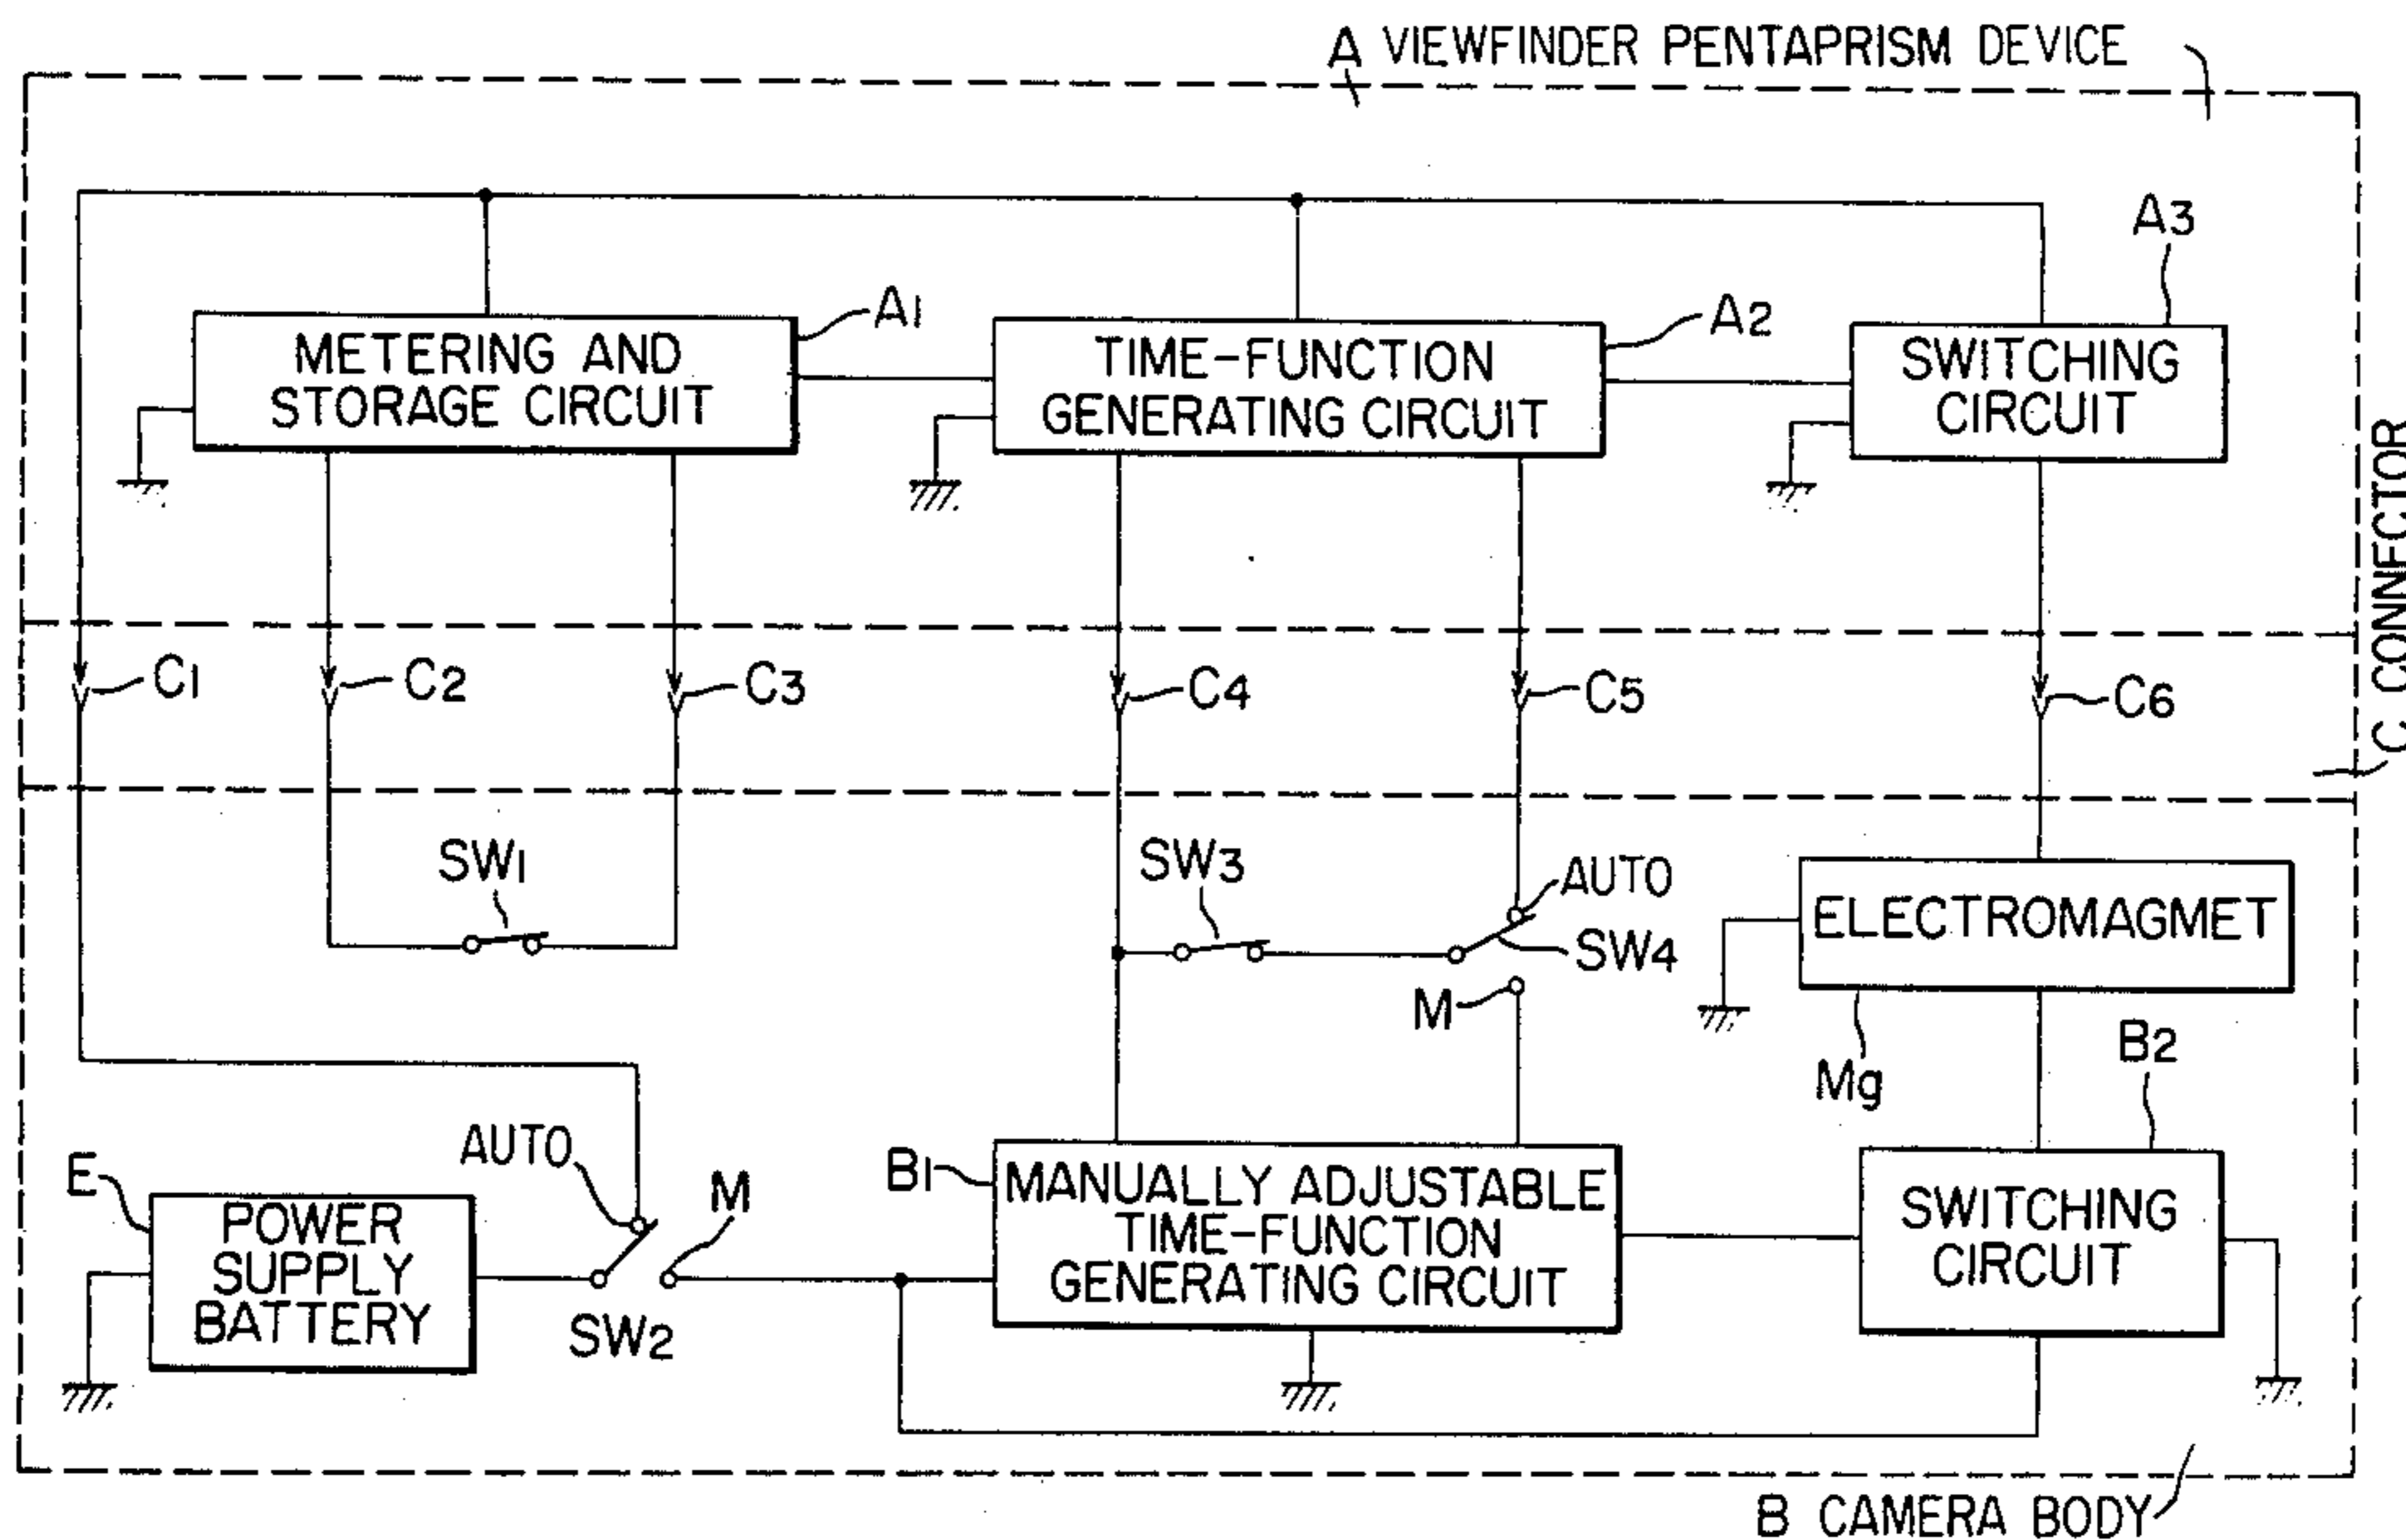 A VIEWFINDER PENTAPRISM DEVICE
A3
A1
A2
METERING AND
STORAGE CIRCUIT
TIME-FUNCTION
GENERATING CIRCUIT
SWITCHING
CIRCUIT
C CONNECTOR
C1
C2
C3
C4
C5
C6
SW1
SW3
AUTO
SW4
M
ELECTROMAGMET
Mg
B2
AUTO
M
E
POWER
SUPPLY
BATTERY
SW2
B1
MANUALLY ADJUSTABLE
TIME-FUNCTION
GENERATING CIRCUIT
SWITCHING
CIRCUIT
B CAMERA BODY